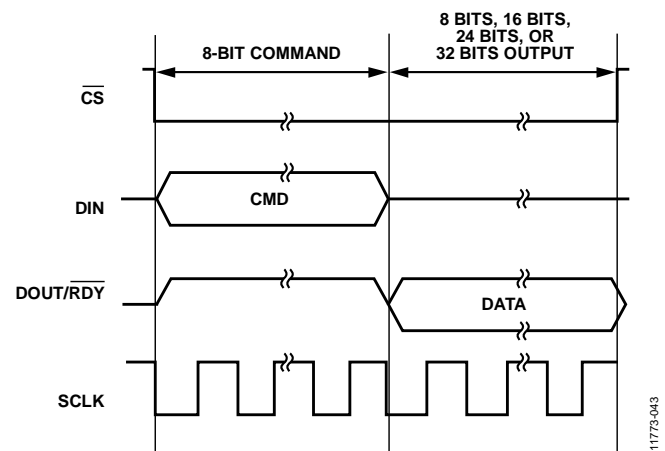 8 BITS, 16 BITS,
24 BITS, OR
32 BITS OUTPUT
8-BIT COMMAND
CS
DIN
CMD
DOUT/RDY
DATA
SCLK
11773-043